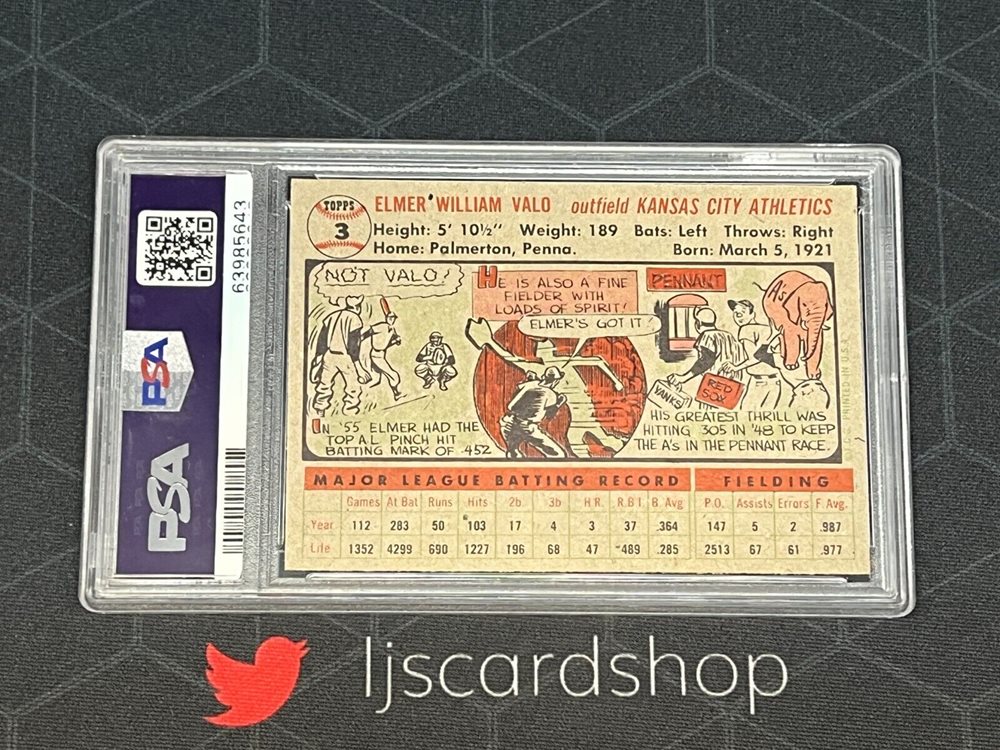 63985643
PSA
PSA
TOPPS
3
ELMER WILLIAM VALO outfield KANSAS CITY ATHLETICS
Height: 5' 10½" Weight: 189 Bats: Left Throws: Right
Home: Palmerton, Penna. Born: March 5, 1921
NOT VALO!
HE IS ALSO A FINE
FIELDER WITH
LOADS OF SPIRIT!
ELMER'S GOT IT
PENNANT
A's
YANKS
RED
SOX
IN '55 ELMER HAD THE
TOP A.L. PINCH HIT
BATTING MARK OF .452
HIS GREATEST THRILL WAS
HITTING 305 IN '48 TO KEEP
THE A's IN THE PENNANT RACE.
MAJOR LEAGUE BATTING RECORD FIELDING
Games At Bat Runs Hits 2b 3b H.R. R.B.I. B. Avg. P.O. Assists Errors F. Avg.
Year 112 283 50 103 17 4 3 37 .364 147 5 2 .987
Life 1352 4299 690 1227 196 68 47 489 .285 2513 67 61 .977
ljscardshop